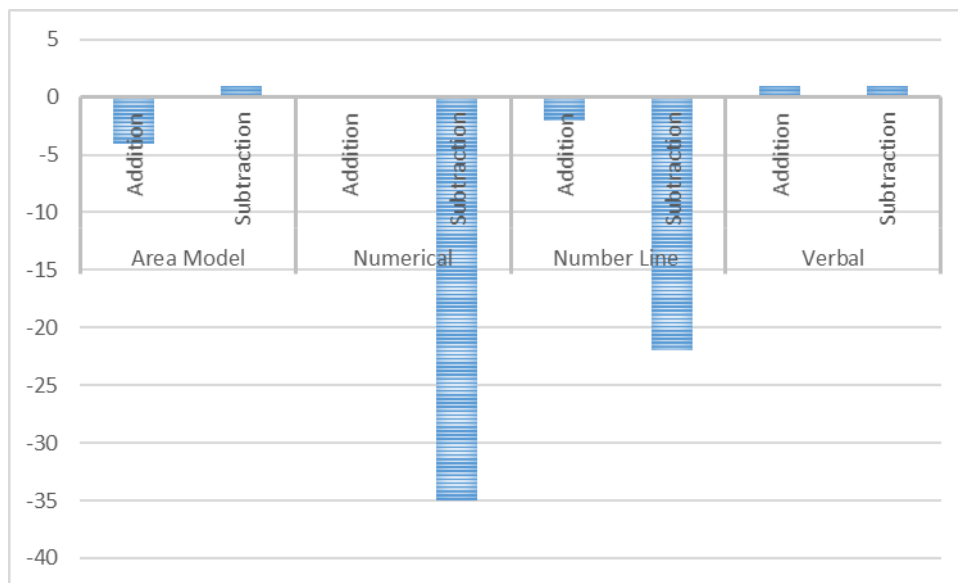 5
0
-5
-10
-15
-20
-25
-30
-35
-40
Addition
Subtraction
Addition
Subtraction
Addition
Subtraction
Addition
Subtraction
Area Model
Numerical
Number Line
Verbal